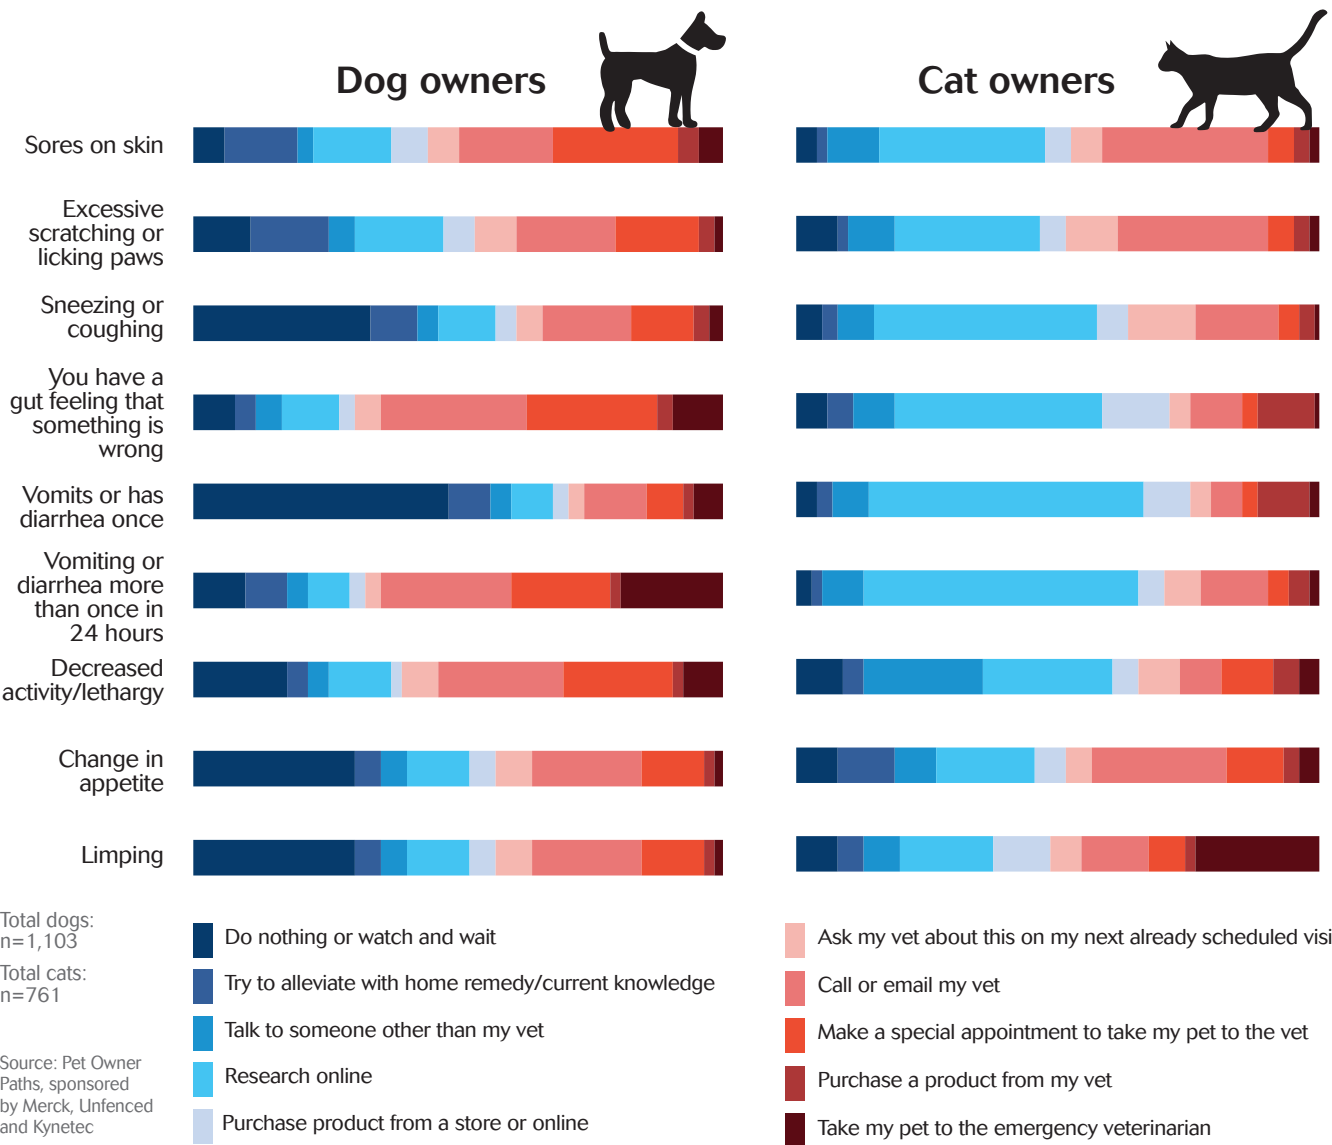 Dog owners
Cat owners
Sores on skin
Excessive
scratching or
licking paws
Sneezing or
coughing
You have a
gut feeling that
something is
wrong
Vomits or has
diarrhea once
Vomiting or
diarrhea more
than once in
24 hours
Decreased
activity/lethargy
Change in
appetite
Limping
Total dogs:
n=1,103
Total cats:
n=761
Source: Pet Owner
Paths, sponsored
by Merck, Unfenced
and Kynetec
Do nothing or watch and wait
Try to alleviate with home remedy/current knowledge
Talk to someone other than my vet
Research online
Purchase product from a store or online
Ask my vet about this on my next already scheduled visi
Call or email my vet
Make a special appointment to take my pet to the vet
Purchase a product from my vet
Take my pet to the emergency veterinarian